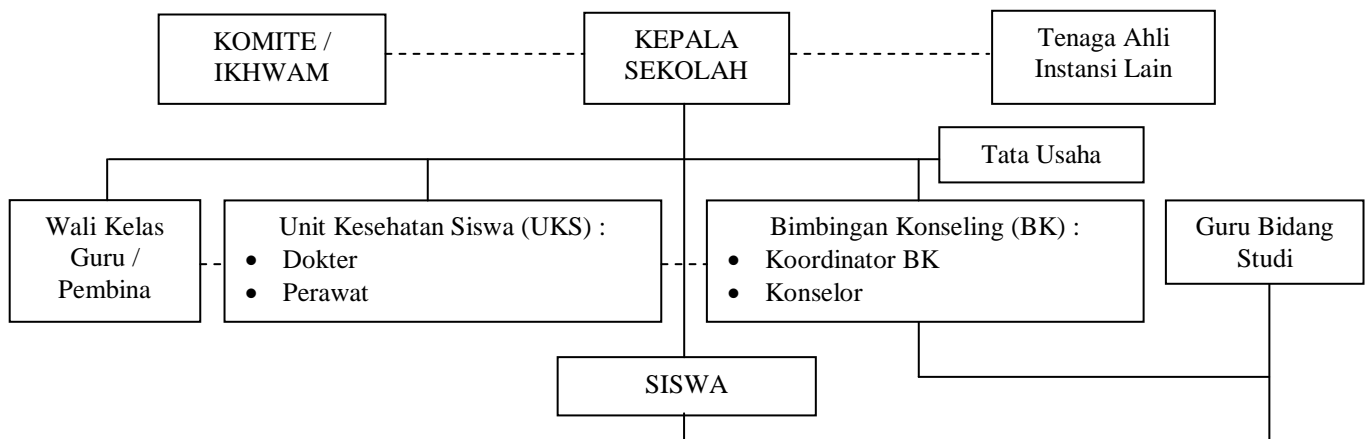 KOMITE /
IKHWAM
KEPALA
SEKOLAH
Tenaga Ahli
Instansi Lain
Tata Usaha
Wali Kelas
Guru /
Pembina
Unit Kesehatan Siswa (UKS) :
• Dokter
• Perawat
Bimbingan Konseling (BK) :
• Koordinator BK
• Konselor
Guru Bidang
Studi
SISWA